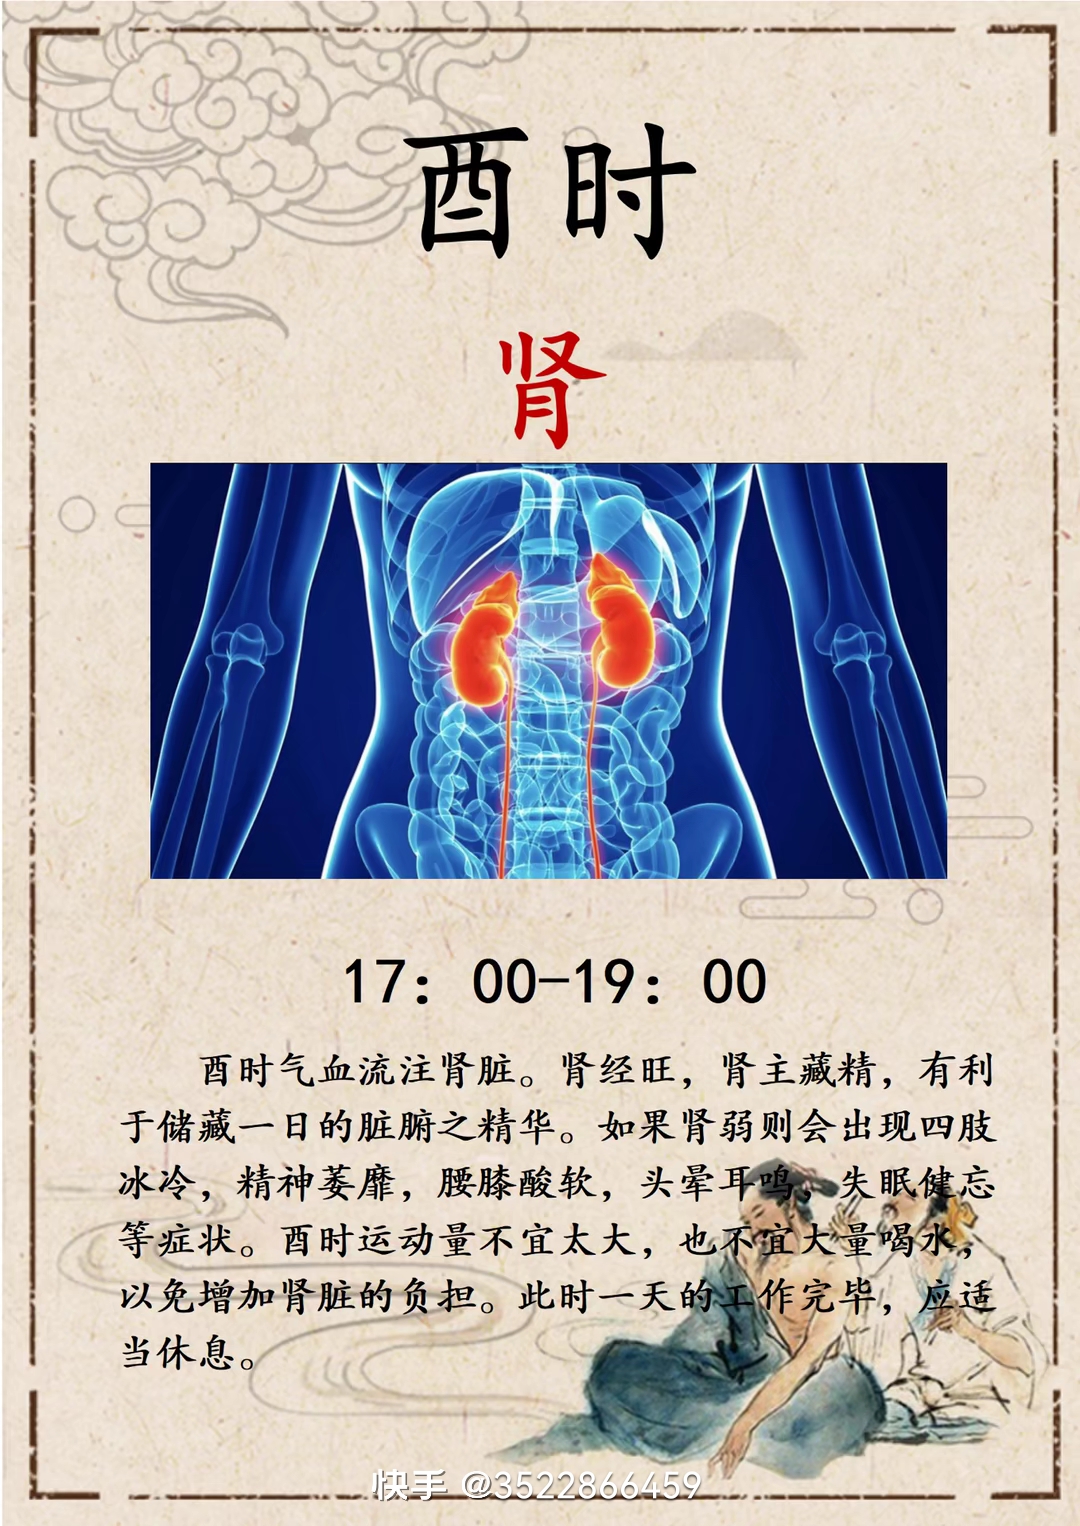 酉时
肾
17：00-19：00
酉时气血流注肾脏。肾经旺，肾主藏精，有利
于储藏一日的脏腑之精华。如果肾弱则会出现四肢
冰冷，精神萎靡，腰膝酸软，头晕耳鸣，失眠健忘
等症状。酉时运动量不宜太大，也不宜大量喝水，
以免增加肾脏的负担。此时一天的工作完毕，应适
当休息。
快手 @3522866459